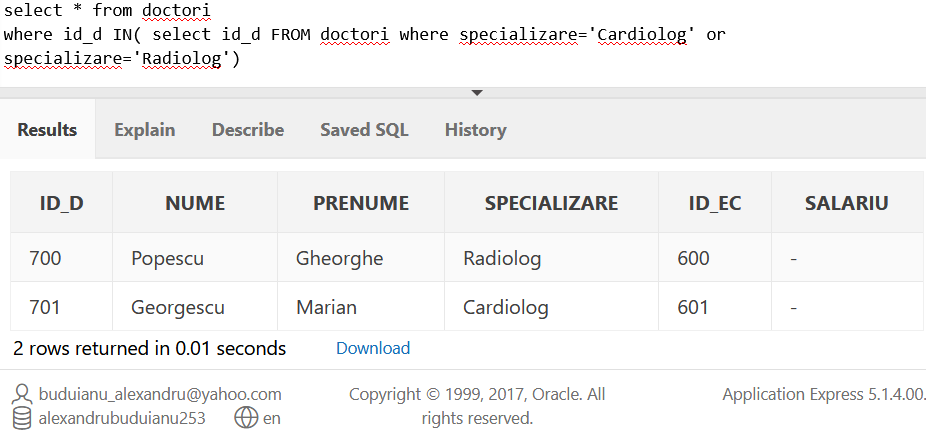 select * from doctori
where id_d IN( select id_d FROM doctori where specializare='Cardiolog' or
specializare='Radiolog')
Results Explain Describe Saved SQL History
ID_D NUME PRENUME SPECIALIZARE ID_EC SALARIU
700 Popescu Gheorghe Radiolog 600 -
701 Georgescu Marian Cardiolog 601 -
2 rows returned in 0.01 seconds Download
buduianu_alexandru@yahoo.com Copyright © 1999, 2017, Oracle. All Application Express 5.1.4.00.
alexandrubuduianu253 en rights reserved.